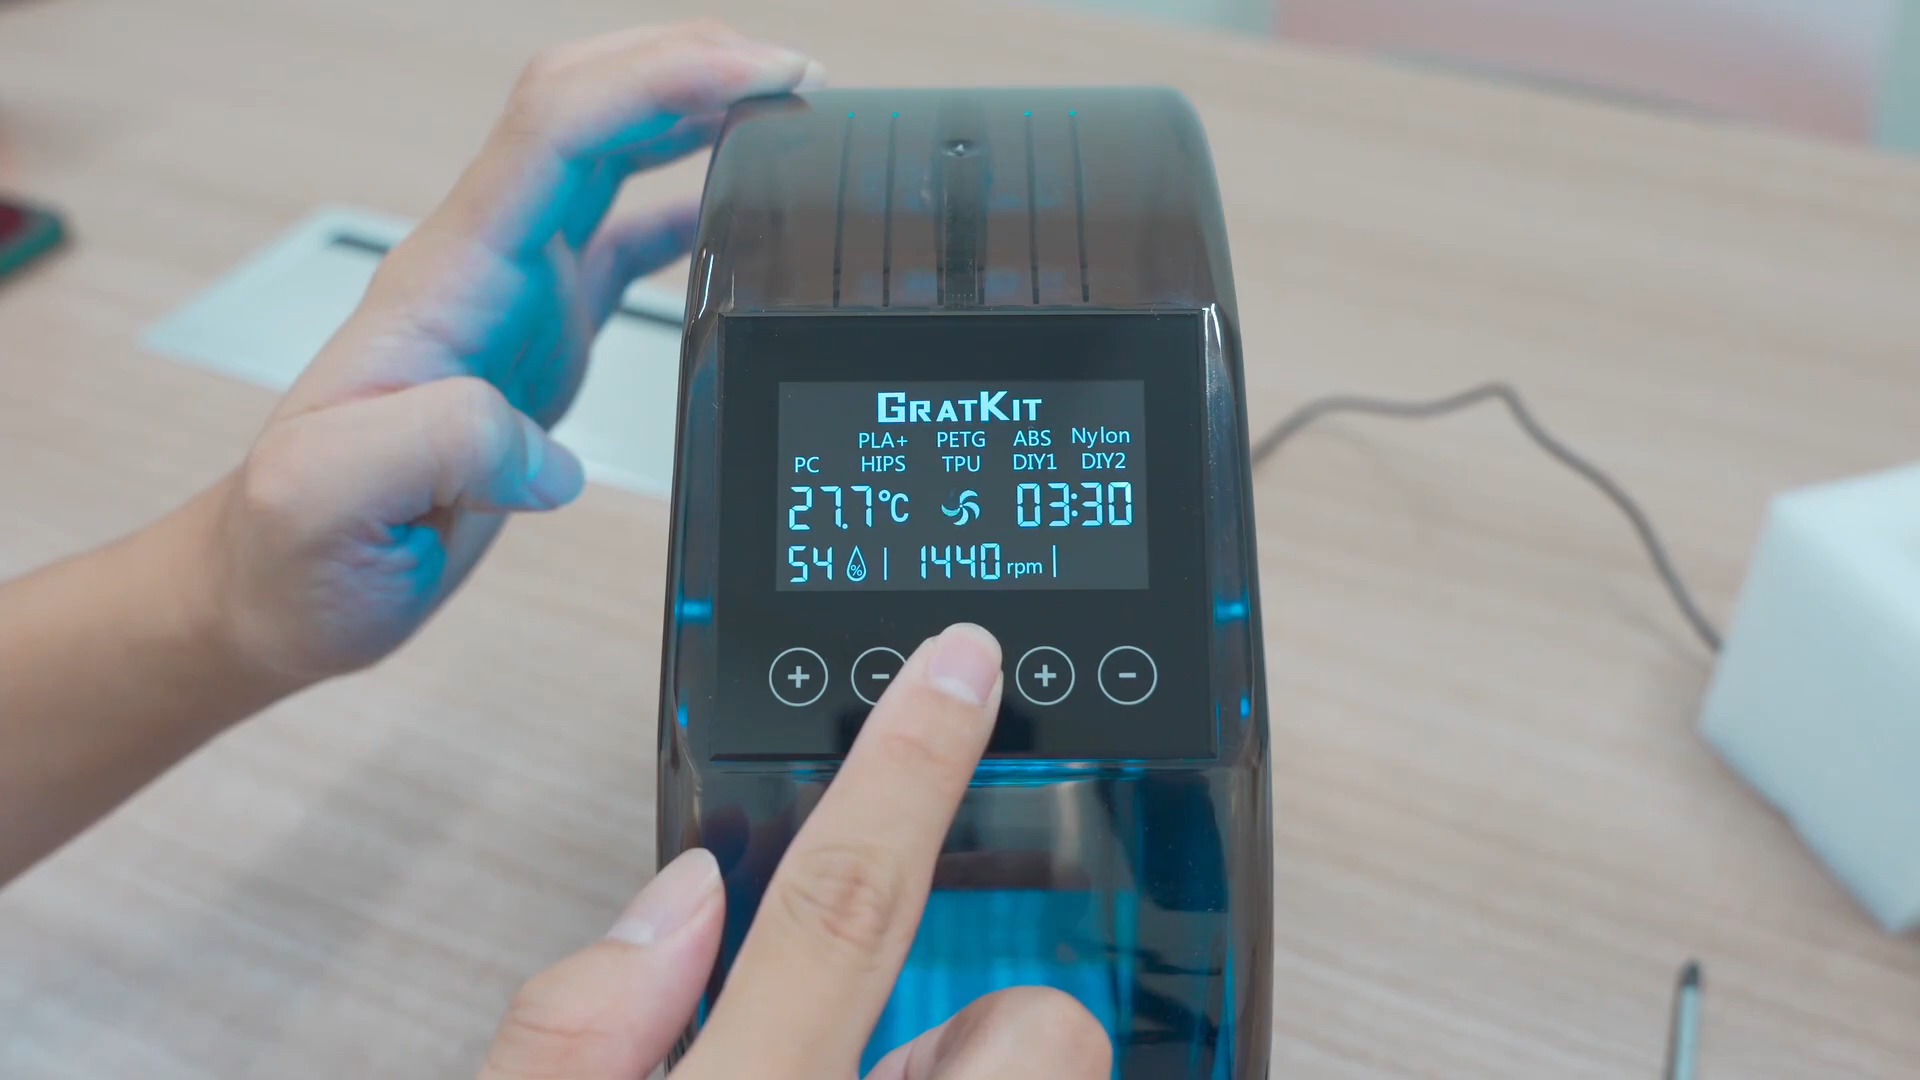 GRATKIT
PLA+ PETG ABS Nylon
PC HIPS TPU DIY1 DIY2
27.7°C 03:30
54 % | 1440 rpm |
+ - + -